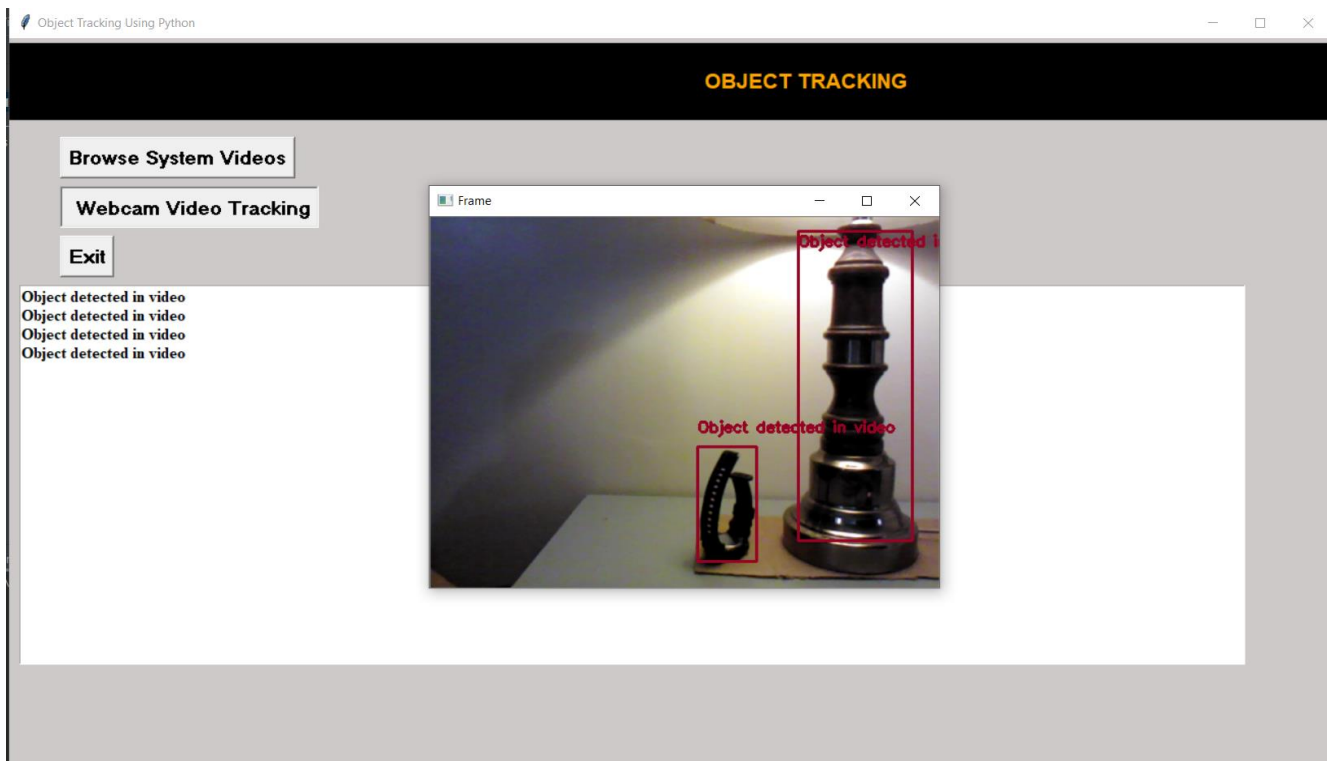 Object Tracking Using Python
OBJECT TRACKING
Browse System Videos
Webcam Video Tracking
Exit
Object detected in video
Object detected in video
Object detected in video
Object detected in video
Frame
Object detected i
Object detected in video